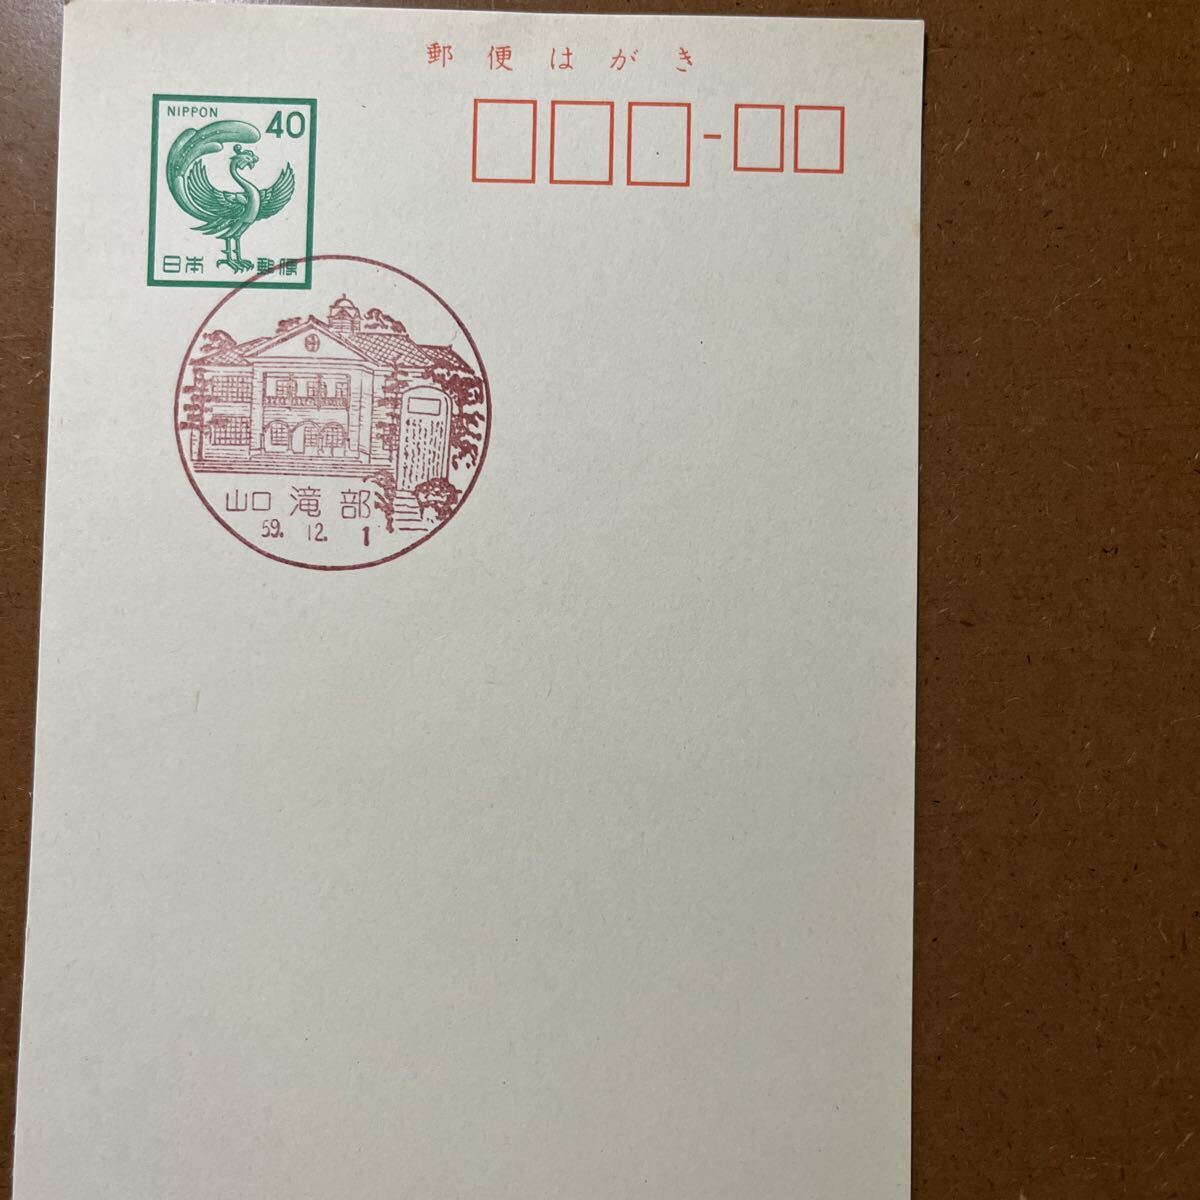 郵便はがき
NIPPON
40
日本郵便
山口 滝部
59. 12. 1